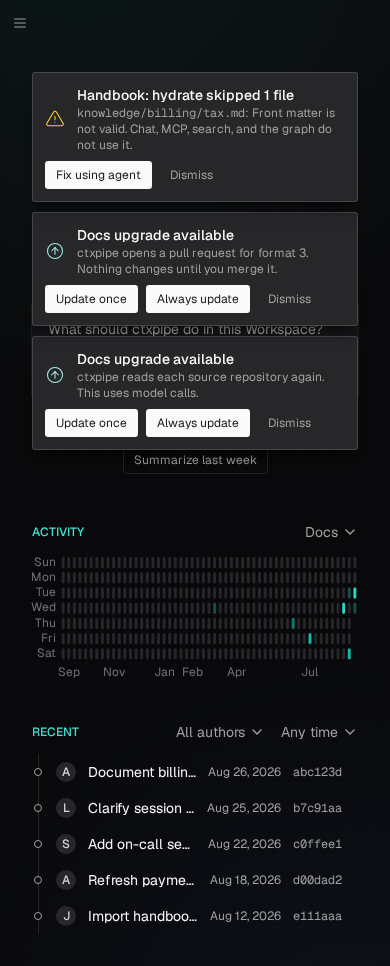 Handbook: hydrate skipped 1 file
knowledge/billing/tax.md: Front matter is
not valid. Chat, MCP, search, and the graph do
not use it.
Fix using agent Dismiss
Docs upgrade available
ctxpipe opens a pull request for format 3.
Nothing changes until you merge it.
Update once Always update Dismiss
What should ctxpipe do in this Workspace?
Docs upgrade available
ctxpipe reads each source repository again.
This uses model calls.
Update once Always update Dismiss
Summarize last week
ACTIVITY Docs
Sun
Mon
Tue
Wed
Thu
Fri
Sat
Sep Nov Jan Feb Apr Jul
RECENT All authors Any time
A Document billin... Aug 26, 2026 abc123d
L Clarify session ... Aug 25, 2026 b7c91aa
S Add on-call se... Aug 22, 2026 c0ffee1
A Refresh payme... Aug 18, 2026 d00dad2
J Import handboo... Aug 12, 2026 e111aaa